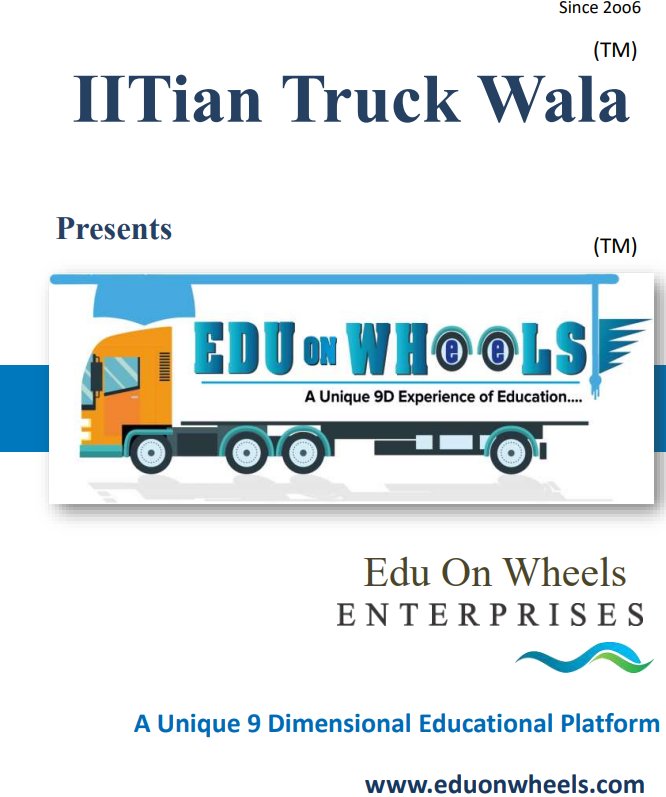 Since 2oo6
(TM)
IITian Truck Wala
Presents
(TM)
EDU ON WHeeLS
A Unique 9D Experience of Education....
Edu On Wheels
ENTERPRISES
A Unique 9 Dimensional Educational Platform
www.eduonwheels.com